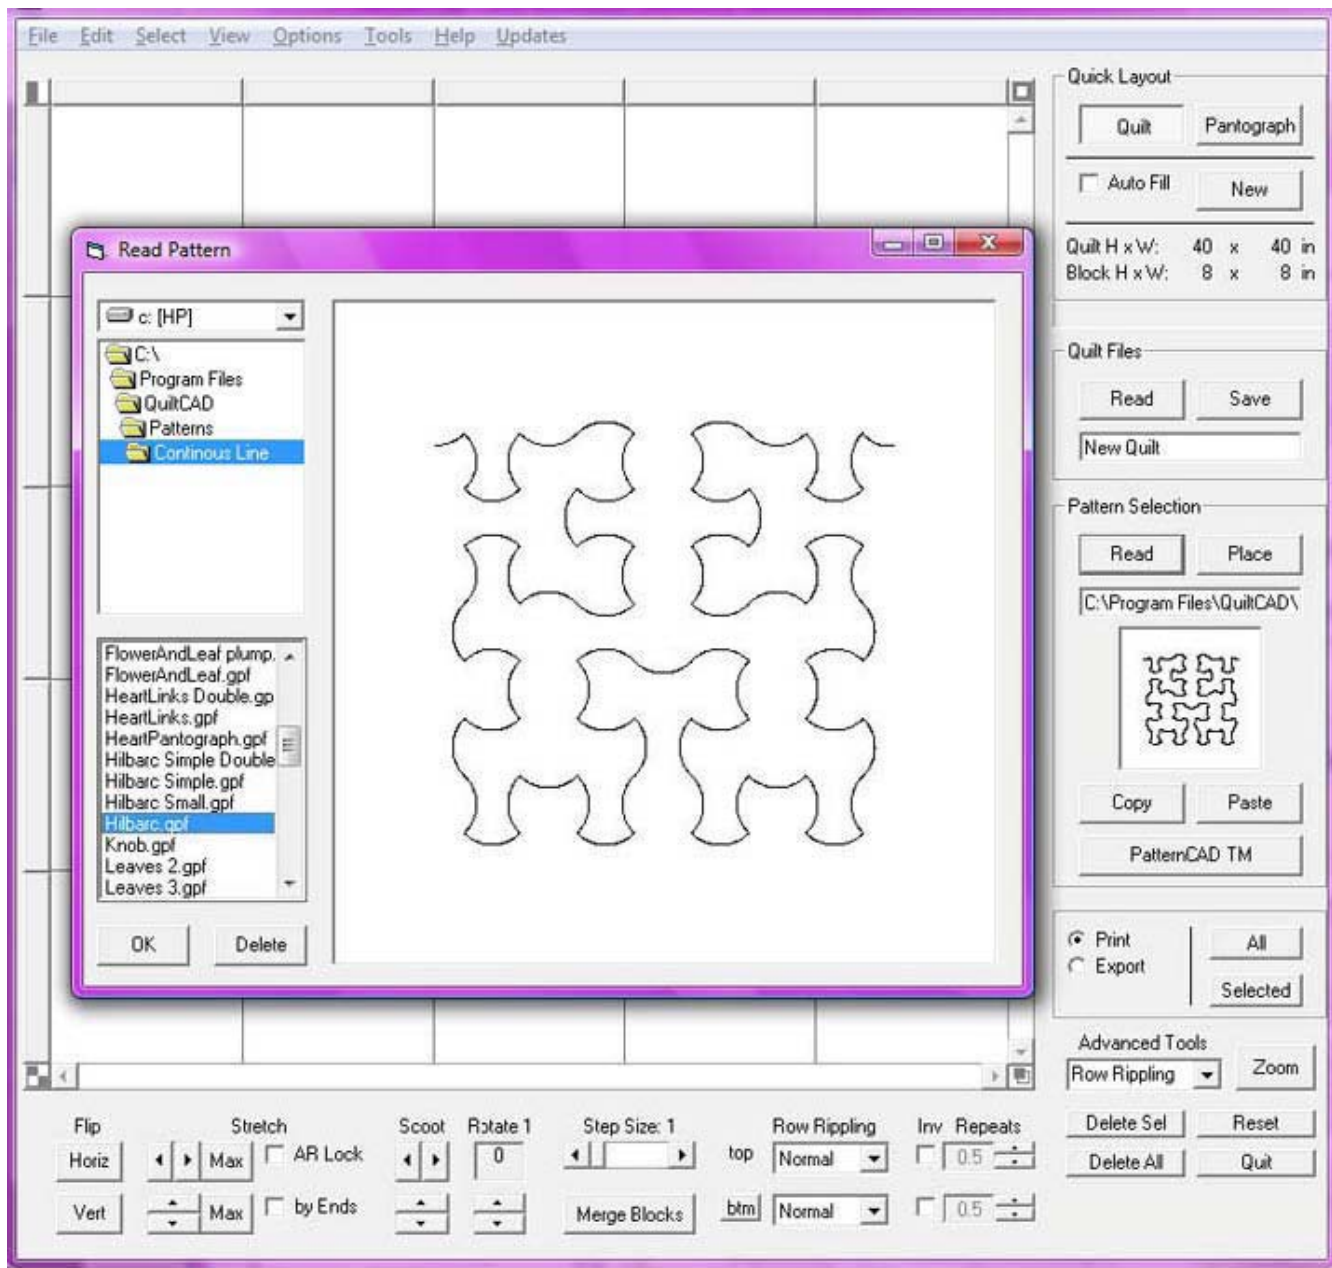 File Edit Select View Options Tools Help Updates
Quick Layout
Quilt Pantograph
Auto Fill New
Quilt H x W: 40 x 40 in
Block H x W: 8 x 8 in
Read Pattern
c: [HP]
C:\
Program Files
QuiltCAD
Patterns
Continous Line
FlowerAndLeaf plump.
FlowerAndLeaf.gpf
HeartLinks Double.gp
HeartLinks.gpf
HeartPantograph.gpf
Hilbarc Simple Double
Hilbarc Simple.gpf
Hilbarc Small.gpf
Hilbarc.gpf
Knob.gpf
Leaves 2.gpf
Leaves 3.gpf
OK Delete
Quilt Files
Read Save
New Quilt
Pattern Selection
Read Place
C:\Program Files\QuiltCAD\
Copy Paste
PatternCAD TM
Print All
Export
Selected
Advanced Tools
Row Rippling Zoom
Delete Sel Reset
Delete All Quit
Flip Stretch Scoot Rotate 1 Step Size: 1 Row Rippling Inv Repeats
Horiz Max AR Lock 0 top Normal 0.5
Vert Max by Ends Merge Blocks btm Normal 0.5